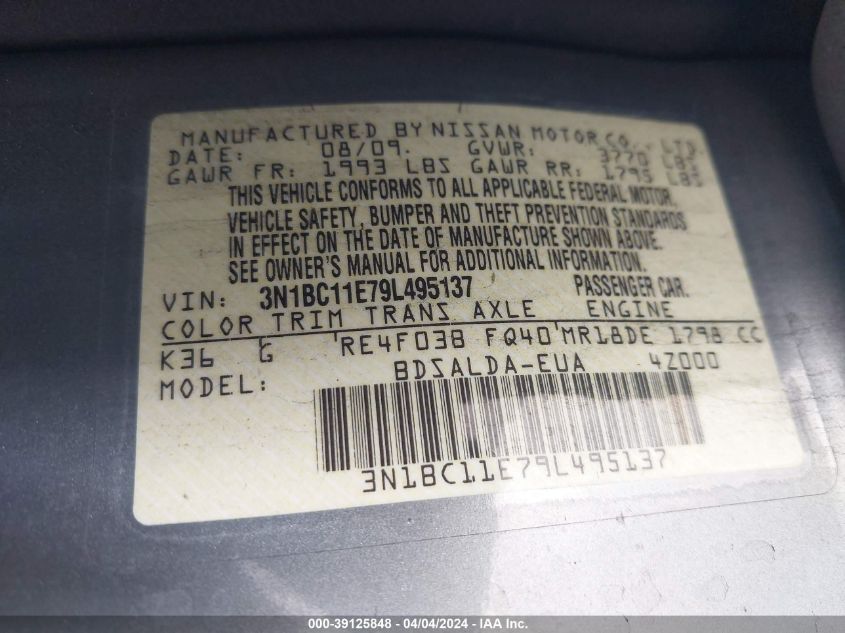 MANUFACTURED BY NISSAN MOTOR CO., LTD
DATE: 08/09. GVWR: 3770 LBS
GAWR FR: 1993 LBS GAWR RR: 1795 LBS
THIS VEHICLE CONFORMS TO ALL APPLICABLE FEDERAL MOTOR
VEHICLE SAFETY, BUMPER AND THEFT PREVENTION STANDARDS
IN EFFECT ON THE DATE OF MANUFACTURE SHOWN ABOVE.
SEE OWNER'S MANUAL FOR ADDITIONAL INFORMATION.
VIN: 3N1BC11E79L495137 PASSENGER CAR.
COLOR TRIM TRANS AXLE ENGINE
K36 G RE4F03B FQ40 MR18DE 1798 CC
MODEL: BDSALDA-EUA 4Z000
3N1BC11E79L495137
000-39125848 - 04/04/2024 - IAA Inc.